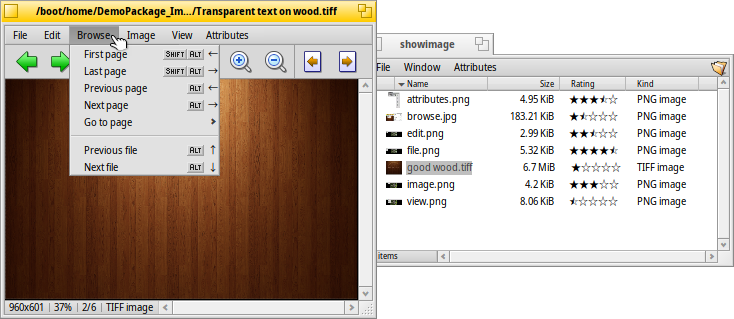 /boot/home/DemoPackage_Im.../Transparent text on wood.tiff
File Edit Browse Image View Attributes
First page SHIFT ALT ←
Last page SHIFT ALT →
Previous page ALT ←
Next page ALT →
Go to page
Previous file ALT ↑
Next file ALT ↓
960x601 37% 2/6 TIFF image
showimage
File Window Attributes
Name Size Rating Kind
attributes.png 4.95 KiB ★★★⯪☆ PNG image
browse.jpg 183.21 KiB ★⯪☆☆☆ PNG image
edit.png 2.99 KiB ★★⯪☆☆ PNG image
file.png 5.32 KiB ★★★★⯪ PNG image
good wood.tiff 6.7 MiB ★☆☆☆☆ TIFF image
image.png 4.2 KiB ★★★☆☆ PNG image
view.png 8.06 KiB ⯪☆☆☆☆ PNG image
items